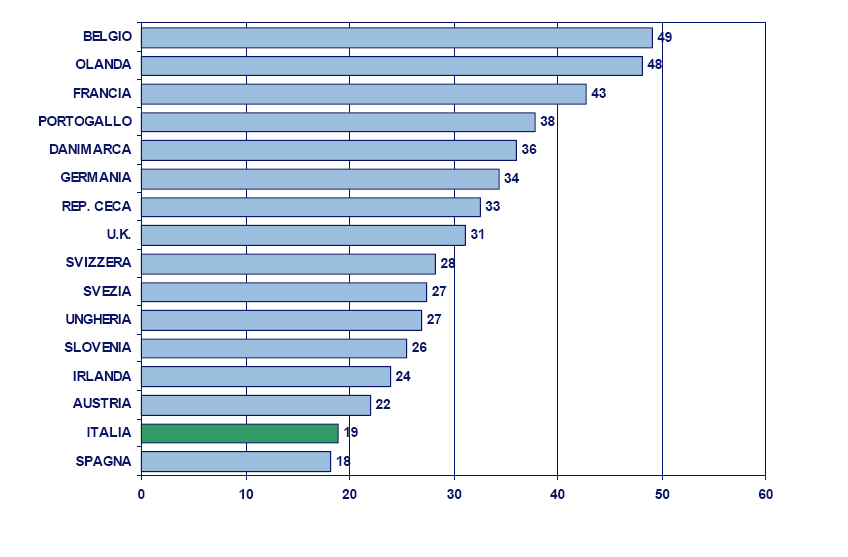 BELGIO 49
OLANDA 48
FRANCIA 43
PORTOGALLO 38
DANIMARCA 36
GERMANIA 34
REP. CECA 33
U.K. 31
SVIZZERA 28
SVEZIA 27
UNGHERIA 27
SLOVENIA 26
IRLANDA 24
AUSTRIA 22
ITALIA 19
SPAGNA 18
0 10 20 30 40 50 60